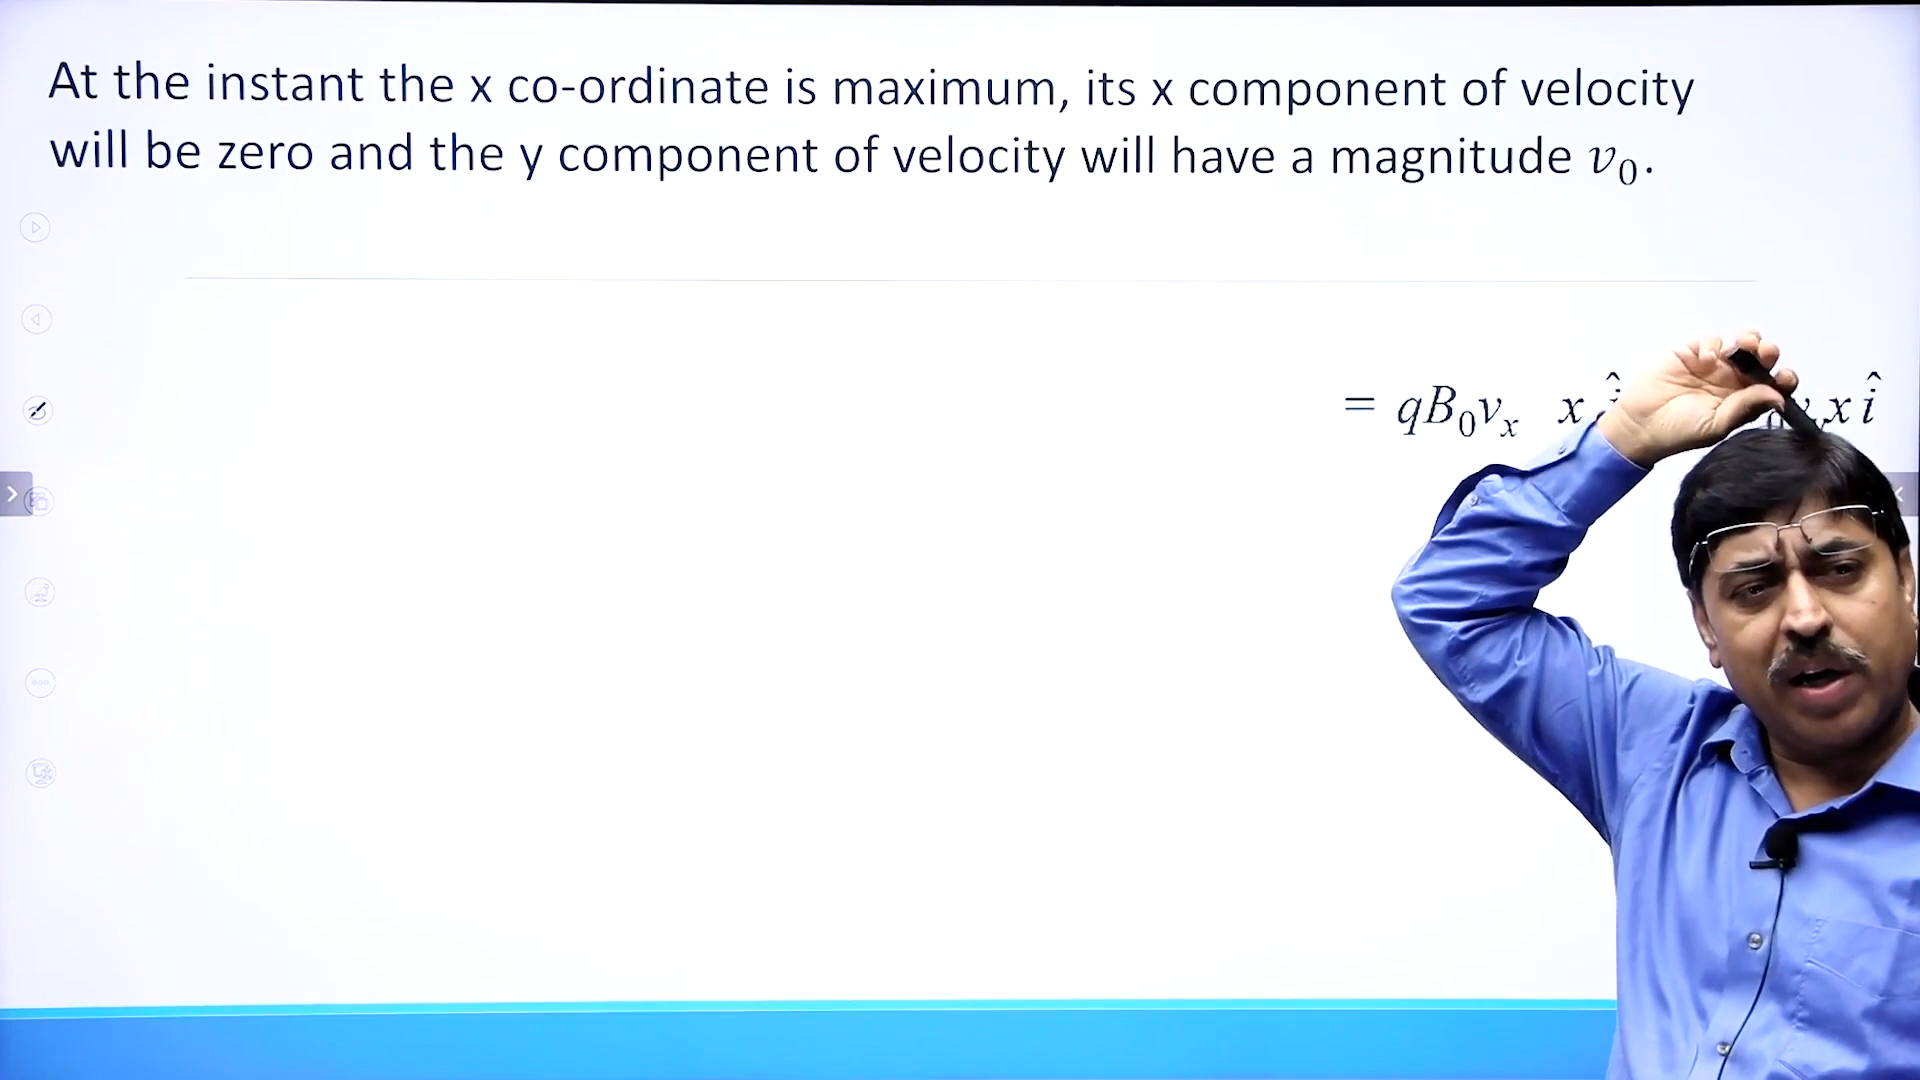 At the instant the x co-ordinate is maximum, its x component of velocity
will be zero and the y component of velocity will have a magnitude v₀.
= qB₀vₓ x î x î